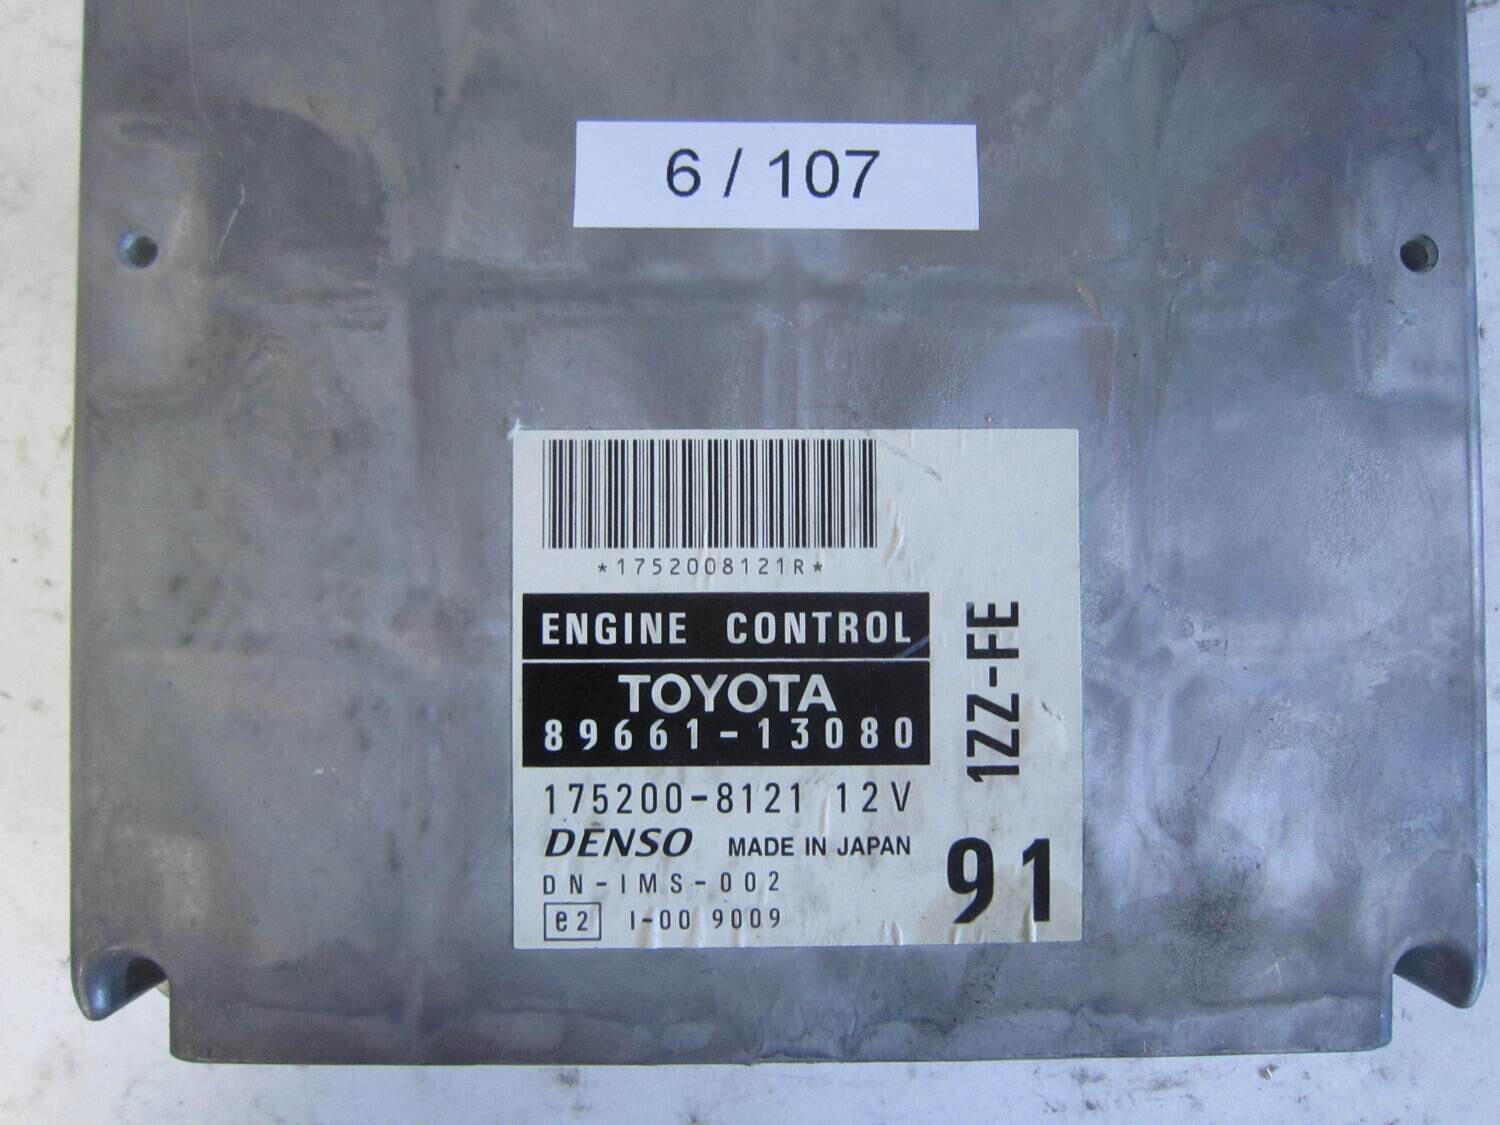 6 / 107
*1752008121R*
ENGINE CONTROL
TOYOTA
89661-13080
175200-8121 12V
DENSO MADE IN JAPAN
DN-IMS-002
e2 I-00 9009
1ZZ-FE
91